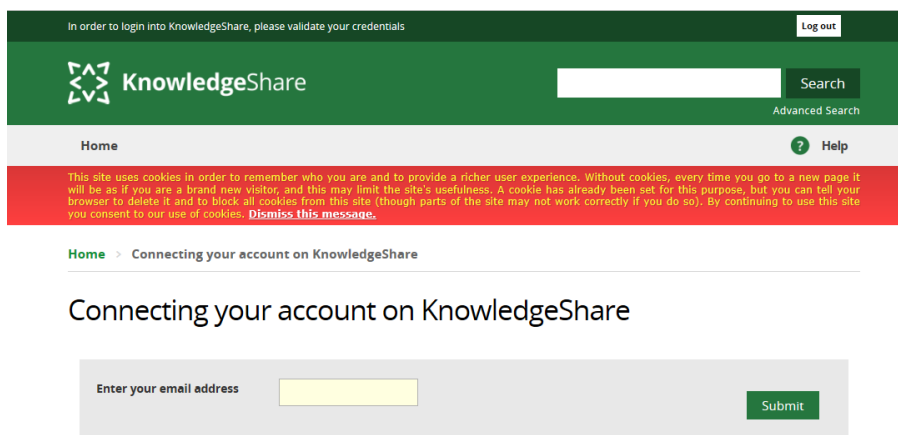 In order to login into KnowledgeShare, please validate your credentials
Log out
KnowledgeShare
Search
Advanced Search
Home
? Help
This site uses cookies in order to remember who you are and to provide a richer user experience. Without cookies, every time you go to a new page it
will be as if you are a brand new visitor, and this may limit the site's usefulness. A cookie has already been set for this purpose, but you can tell your
browser to delete it and to block all cookies from this site (though parts of the site may not work correctly if you do so). By continuing to use this site
you consent to our use of cookies. Dismiss this message.
Home > Connecting your account on KnowledgeShare
Connecting your account on KnowledgeShare
Enter your email address
Submit